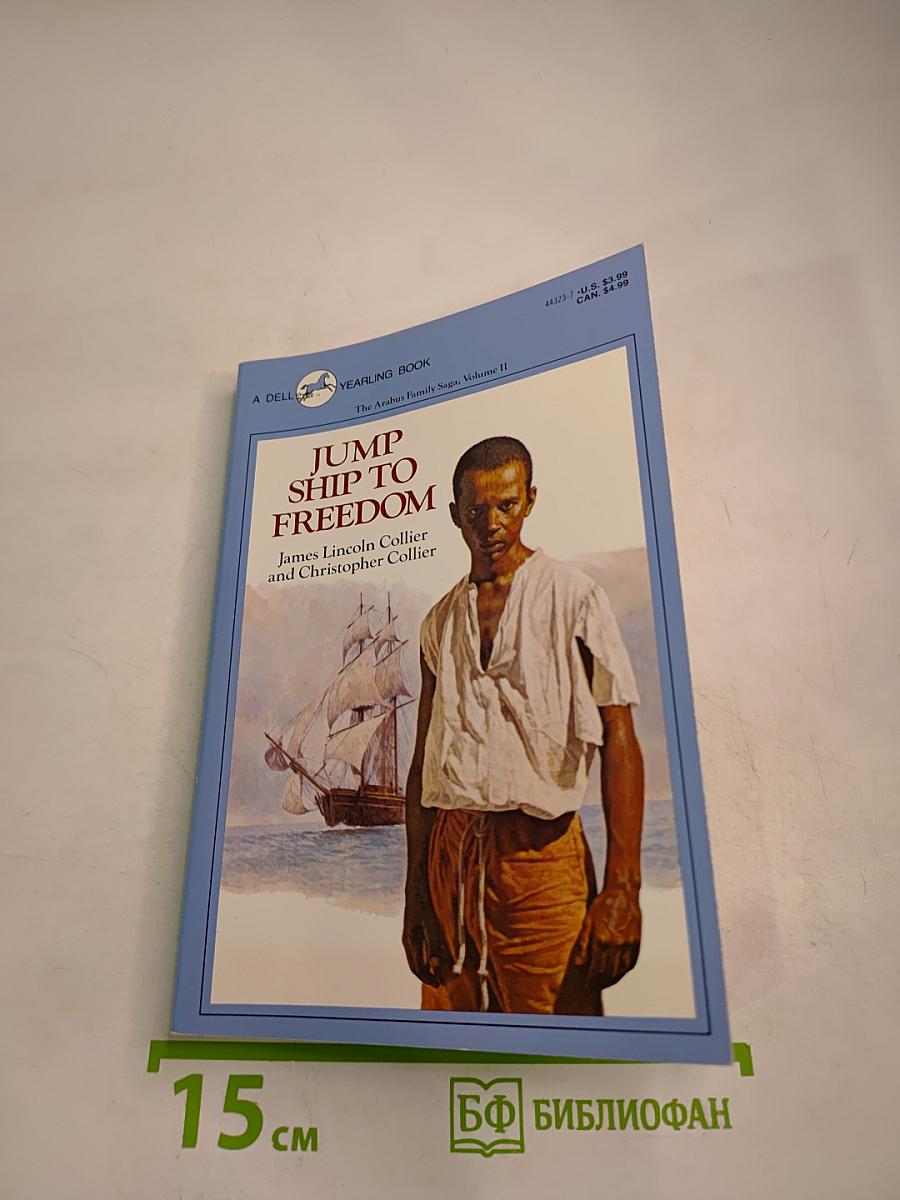 44323-7 •U.S. $3.99
CAN. $4.99
A DELL YEARLING BOOK
The Arabus Family Saga, Volume II
JUMP
SHIP TO
FREEDOM
James Lincoln Collier
and Christopher Collier
15 см
БФ БИБЛИОФАН